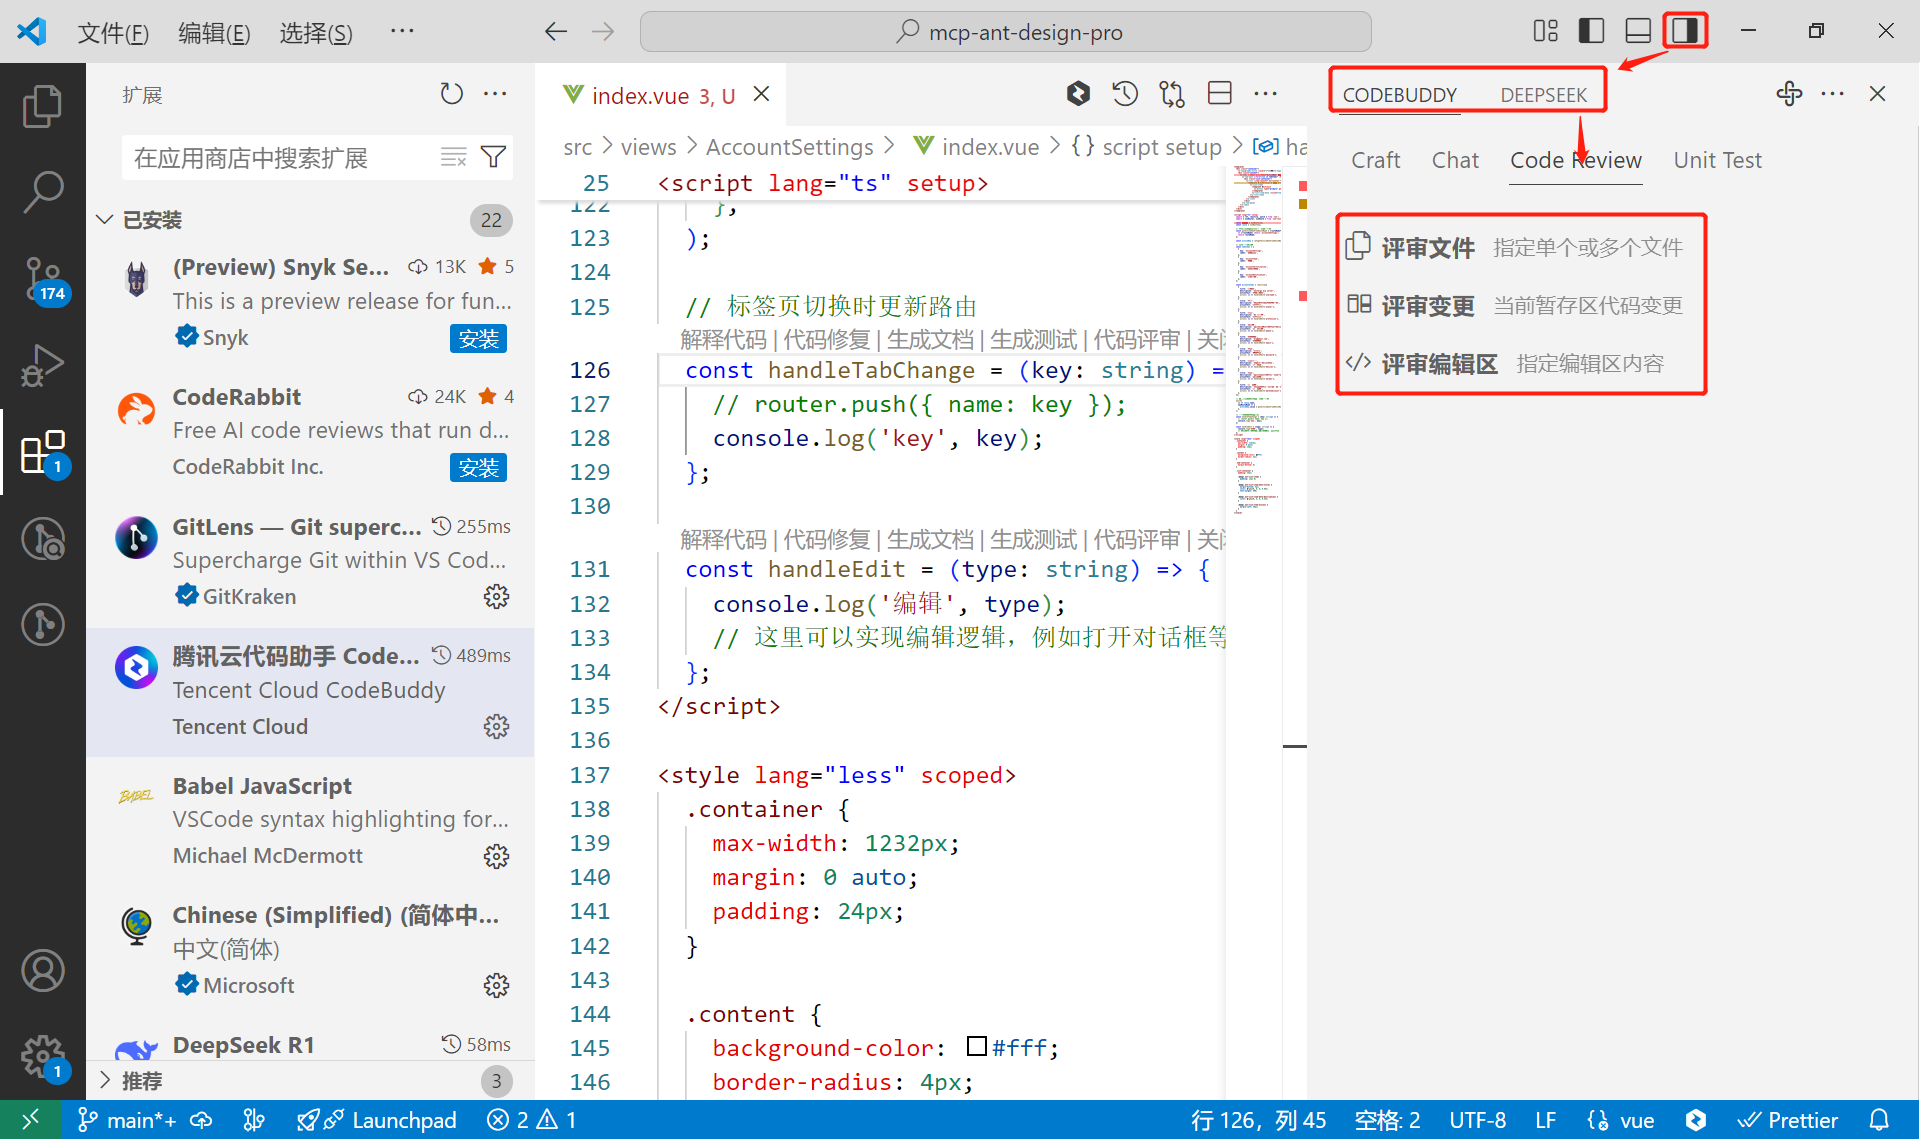 文件(F) 编辑(E) 选择(S) ···
mcp-ant-design-pro
扩展
在应用商店中搜索扩展
已安装 22
(Preview) Snyk Se... 13K 5
This is a preview release for fun...
Snyk 安装
CodeRabbit 24K 4
Free AI code reviews that run d...
CodeRabbit Inc. 安装
GitLens — Git superc... 255ms
Supercharge Git within VS Cod...
GitKraken
腾讯云代码助手 Code... 489ms
Tencent Cloud CodeBuddy
Tencent Cloud
Babel JavaScript
VSCode syntax highlighting for...
Michael McDermott
Chinese (Simplified) (简体中...
中文(简体)
Microsoft
DeepSeek R1 58ms
推荐 3
174
1
1
BABEL
index.vue 3, U
src > views > AccountSettings > index.vue > {} script setup > ha
25 <script lang="ts" setup>
122 },
123 );
124
125 // 标签页切换时更新路由
解释代码 | 代码修复 | 生成文档 | 生成测试 | 代码评审 | 关闭
126 const handleTabChange = (key: string) =
127 // router.push({ name: key });
128 console.log('key', key);
129 };
130
解释代码 | 代码修复 | 生成文档 | 生成测试 | 代码评审 | 关闭
131 const handleEdit = (type: string) => {
132 console.log('编辑', type);
133 // 这里可以实现编辑逻辑，例如打开对话框等
134 };
135 </script>
136
137 <style lang="less" scoped>
138 .container {
139 max-width: 1232px;
140 margin: 0 auto;
141 padding: 24px;
142 }
143
144 .content {
145 background-color: #fff;
146 border-radius: 4px;
CODEBUDDY DEEPSEEK
Craft Chat Code Review Unit Test
评审文件 指定单个或多个文件
评审变更 当前暂存区代码变更
评审编辑区 指定编辑区内容
main*+ Launchpad 2 1 行 126，列 45 空格: 2 UTF-8 LF vue Prettier